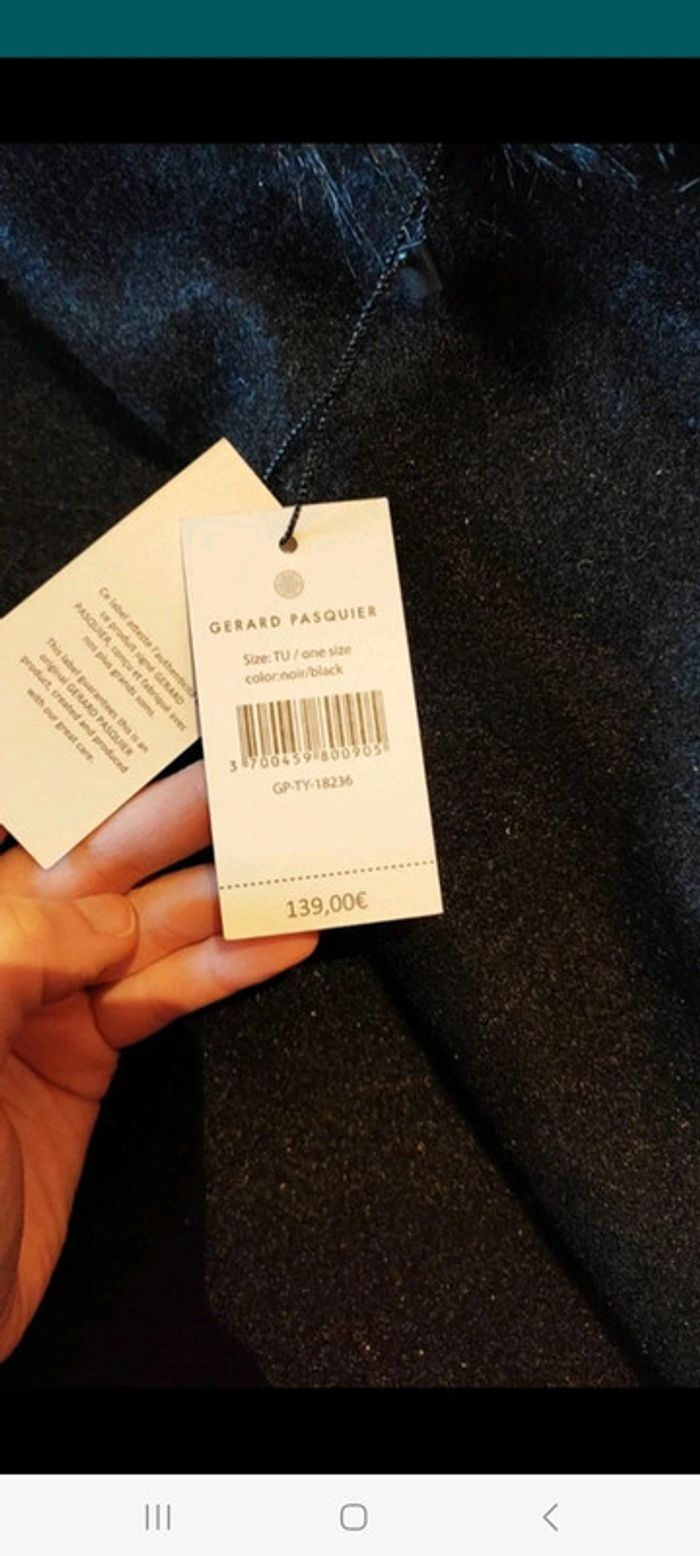 Ce label atteste l'authenticité
ce produit signé GERARD
PASQUIER, conçu et fabriqué avec
nos plus grands soins.
This label guarantees this is an
original GERARD PASQUIER
product, created and produced
with our great care.
GERARD PASQUIER
Size: TU / one size
color:noir/black
3 700459 800905
GP-TY-18236
139,00€